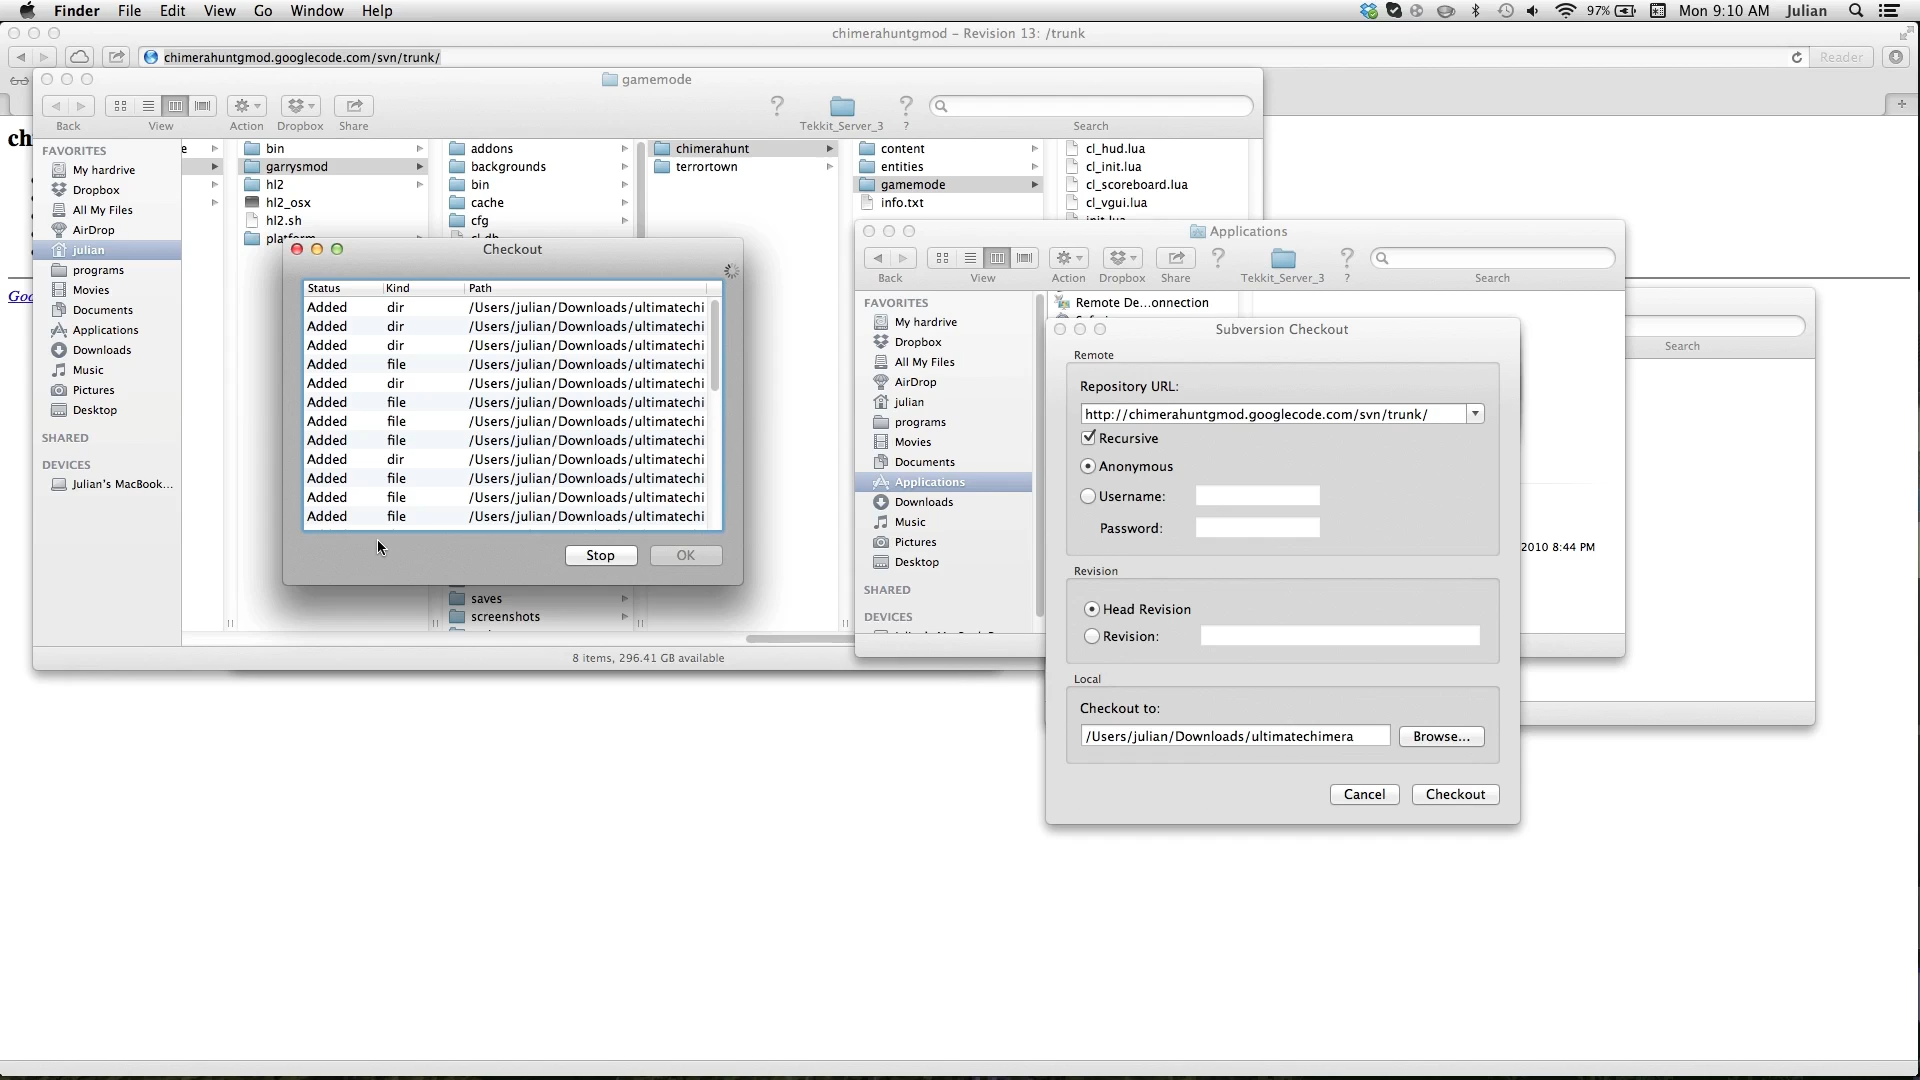 Finder File Edit View Go Window Help 97% Mon 9:10 AM Julian
chimerahuntgmod – Revision 13: /trunk
chimerahuntgmod.googlecode.com/svn/trunk/ Reader
gamemode
Back View Action Dropbox Share ? Tekkit_Server_3 ? Search
ch
Goo
FAVORITES
My hardrive
Dropbox
All My Files
AirDrop
julian
programs
Movies
Documents
Applications
Downloads
Music
Pictures
Desktop
SHARED
DEVICES
Julian's MacBook...
e
bin
garrysmod
hl2
hl2_osx
hl2.sh
platform
addons
backgrounds
bin
cache
cfg
cl.db
saves
screenshots
chimerahunt
terrortown
content
entities
gamemode
info.txt
cl_hud.lua
cl_init.lua
cl_scoreboard.lua
cl_vgui.lua
init.lua
8 items, 296.41 GB available
Checkout
Status Kind Path
Added dir /Users/julian/Downloads/ultimatechi
Added dir /Users/julian/Downloads/ultimatechi
Added dir /Users/julian/Downloads/ultimatechi
Added file /Users/julian/Downloads/ultimatechi
Added dir /Users/julian/Downloads/ultimatechi
Added file /Users/julian/Downloads/ultimatechi
Added file /Users/julian/Downloads/ultimatechi
Added file /Users/julian/Downloads/ultimatechi
Added dir /Users/julian/Downloads/ultimatechi
Added file /Users/julian/Downloads/ultimatechi
Added file /Users/julian/Downloads/ultimatechi
Added file /Users/julian/Downloads/ultimatechi
Stop OK
Applications
Back View Action Dropbox Share ? Tekkit_Server_3 ? Search
FAVORITES
My hardrive
Dropbox
All My Files
AirDrop
julian
programs
Movies
Documents
Applications
Downloads
Music
Pictures
Desktop
SHARED
DEVICES
Remote De...onnection
Search
2010 8:44 PM
Subversion Checkout
Remote
Repository URL:
http://chimerahuntgmod.googlecode.com/svn/trunk/
Recursive
Anonymous
Username:
Password:
Revision
Head Revision
Revision:
Local
Checkout to:
/Users/julian/Downloads/ultimatechimera Browse...
Cancel Checkout